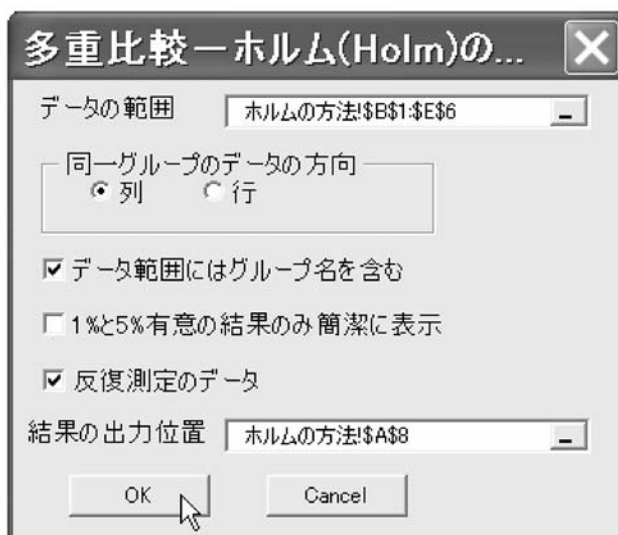 多重比較－ホルム(Holm)の...
データの範囲 ホルムの方法!$B$1:$E$6
同一グループのデータの方向
列 行
データ範囲にはグループ名を含む
1%と5%有意の結果のみ簡潔に表示
反復測定のデータ
結果の出力位置 ホルムの方法!$A$8
OK Cancel